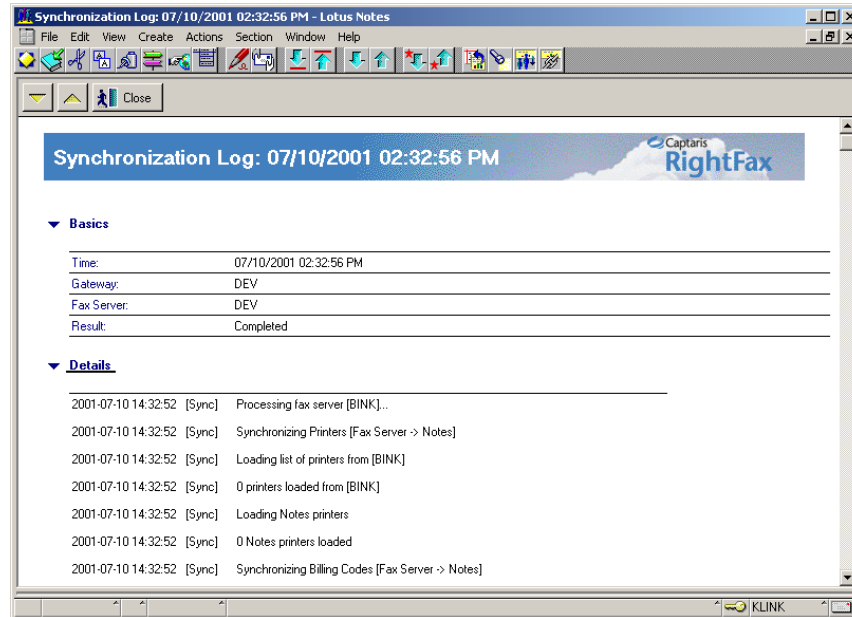 Synchronization Log: 07/10/2001 02:32:56 PM - Lotus Notes
File Edit View Create Actions Section Window Help
Close
Synchronization Log: 07/10/2001 02:32:56 PM
Captaris
RightFax
Basics
Time: 07/10/2001 02:32:56 PM
Gateway: DEV
Fax Server: DEV
Result: Completed
Details
2001-07-10 14:32:52 [Sync] Processing fax server [BINK]...
2001-07-10 14:32:52 [Sync] Synchronizing Printers [Fax Server -> Notes]
2001-07-10 14:32:52 [Sync] Loading list of printers from [BINK]
2001-07-10 14:32:52 [Sync] 0 printers loaded from [BINK]
2001-07-10 14:32:52 [Sync] Loading Notes printers
2001-07-10 14:32:52 [Sync] 0 Notes printers loaded
2001-07-10 14:32:52 [Sync] Synchronizing Billing Codes [Fax Server -> Notes]
KLINK